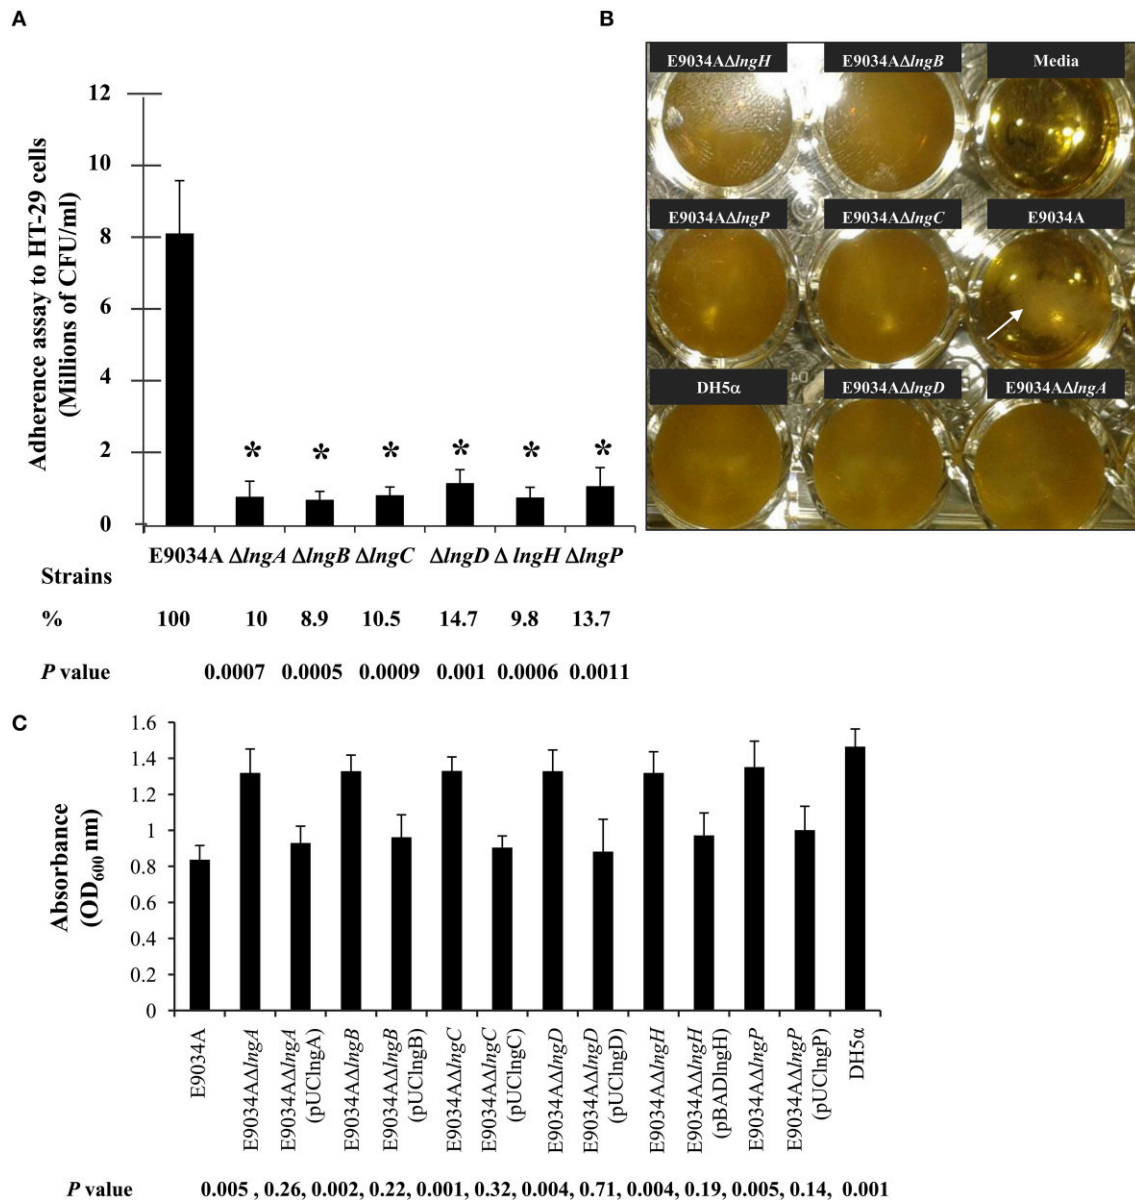 A
Adherence assay to HT-29 cells
(Millions of CFU/ml)
12
10
8
6
4
2
0
* * * * * *
E9034A ΔlngA ΔlngB ΔlngC ΔlngD Δ lngH ΔlngP
Strains
% 100 10 8.9 10.5 14.7 9.8 13.7
P value 0.0007 0.0005 0.0009 0.001 0.0006 0.0011
B
E9034AΔlngH E9034AΔlngB Media
E9034AΔlngP E9034AΔlngC E9034A
DH5α E9034AΔlngD E9034AΔlngA
C
Absorbance
(OD600 nm)
1.6
1.4
1.2
1
0.8
0.6
0.4
0.2
0
E9034A
E9034AΔlngA
E9034AΔlngA
(pUClngA)
E9034AΔlngB
E9034AΔlngB
(pUClngB)
E9034AΔlngC
E9034AΔlngC
(pUClngC)
E9034AΔlngD
E9034AΔlngD
(pUClngD)
E9034AΔlngH
E9034AΔlngH
(pBADlngH)
E9034AΔlngP
E9034AΔlngP
(pUClngP)
DH5α
P value 0.005 , 0.26, 0.002, 0.22, 0.001, 0.32, 0.004, 0.71, 0.004, 0.19, 0.005, 0.14, 0.001